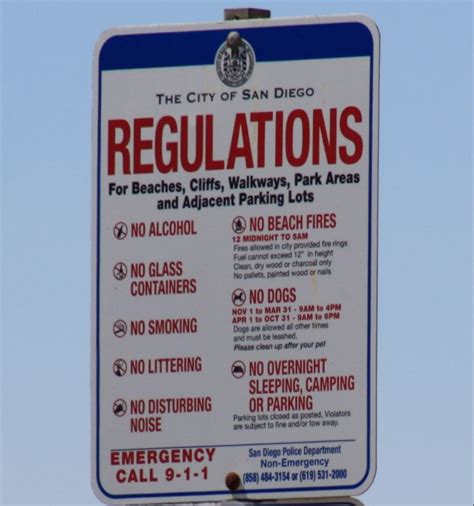 THE CITY OF SAN DIEGO
REGULATIONS
For Beaches, Cliffs, Walkways, Park Areas
and Adjacent Parking Lots
NO ALCOHOL
NO GLASS
CONTAINERS
NO SMOKING
NO LITTERING
NO DISTURBING
NOISE
NO BEACH FIRES
12 MIDNIGHT TO 5AM
Fires allowed in city provided fire rings
Fuel cannot exceed 12" in height
Clean, dry wood or charcoal only
No pallets, painted wood or nails
NO DOGS
NOV 1 to MAR 31 - 9AM to 4PM
APR 1 to OCT 31 - 9AM to 6PM
Dogs are allowed all other times
and must be leashed.
Please clean up after your pet
NO OVERNIGHT
SLEEPING, CAMPING
OR PARKING
Parking lots closed as posted, Violators
are subject to fine and/or tow away.
EMERGENCY
CALL 9-1-1
San Diego Police Department
Non-Emergency
(858) 484-3154 or (619) 531-2000